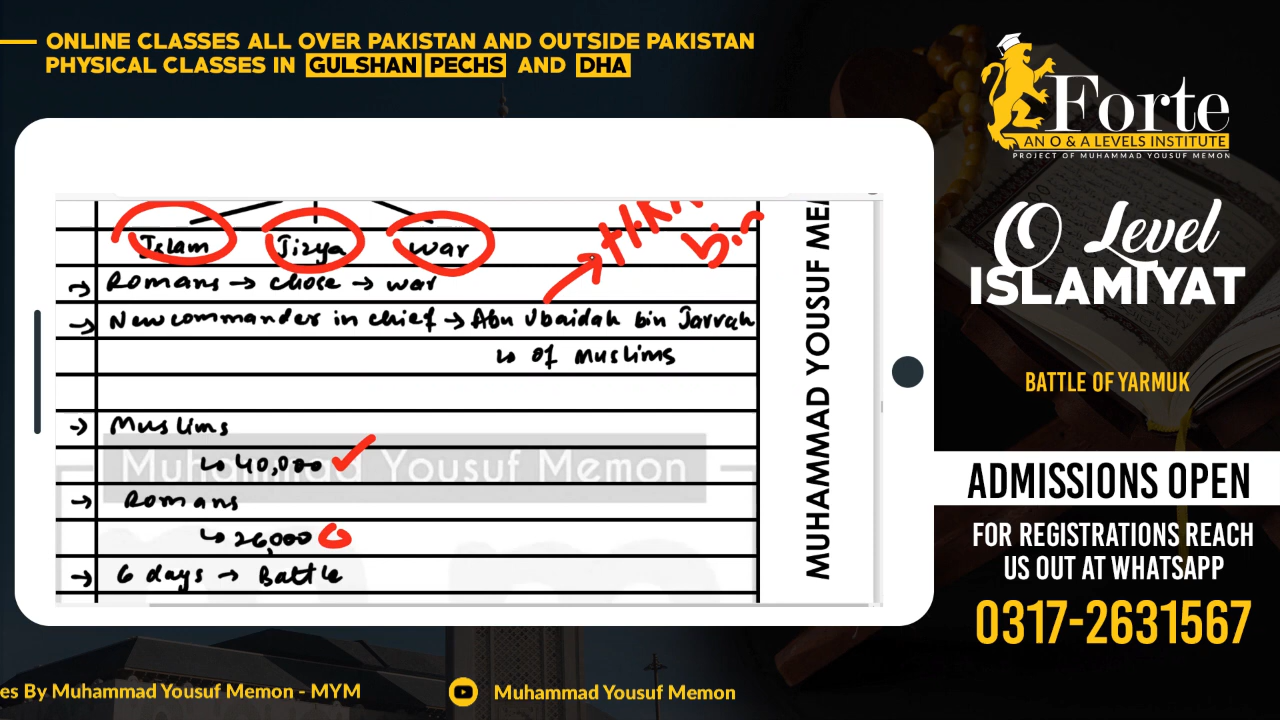 ONLINE CLASSES ALL OVER PAKISTAN AND OUTSIDE PAKISTAN
PHYSICAL CLASSES IN GULSHAN PECHS AND DHA
Forte
AN O & A LEVELS INSTITUTE
PROJECT OF MUHAMMAD YOUSUF MEMON
O Level
ISLAMIYAT
BATTLE OF YARMUK
ADMISSIONS OPEN
FOR REGISTRATIONS REACH
US OUT AT WHATSAPP
0317-2631567
Islam Jizya war
→ Romans → chose → war
→ New commander in chief → Abu Ubaidah bin Jarrah
↳ of Muslims
→ Muslims
↳ 40,000 ✓
Muhammad Yousuf Memon
→ Romans
↳ 26,0000
→ 6 days → Battle
MUHAMMAD YOUSUF MEM
es By Muhammad Yousuf Memon - MYM
Muhammad Yousuf Memon